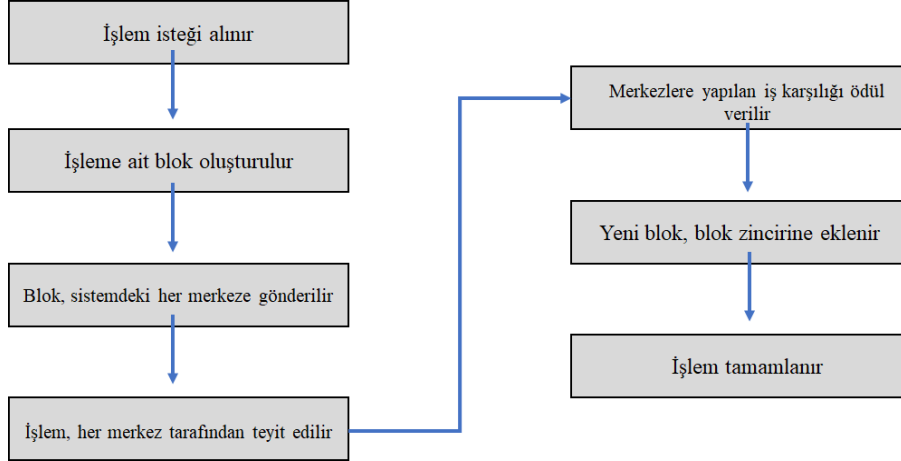 İşlem isteği alınır
İşleme ait blok oluşturulur
Blok, sistemdeki her merkeze gönderilir
İşlem, her merkez tarafından teyit edilir
Merkezlere yapılan iş karşılığı ödül
verilir
Yeni blok, blok zincirine eklenir
İşlem tamamlanır